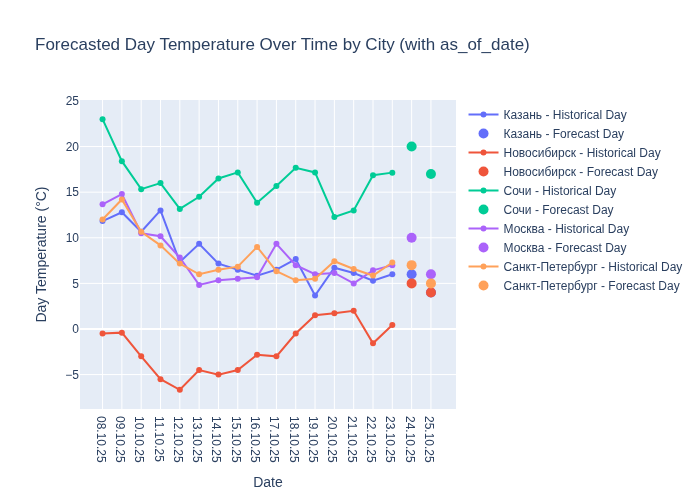 Forecasted Day Temperature Over Time by City (with as_of_date)
25
20
15
10
5
0
−5
Day Temperature (°C)
08.10.25
09.10.25
10.10.25
11.10.25
12.10.25
13.10.25
14.10.25
15.10.25
16.10.25
17.10.25
18.10.25
19.10.25
20.10.25
21.10.25
22.10.25
23.10.25
24.10.25
25.10.25
Date
Казань - Historical Day
Казань - Forecast Day
Новосибирск - Historical Day
Новосибирск - Forecast Day
Сочи - Historical Day
Сочи - Forecast Day
Москва - Historical Day
Москва - Forecast Day
Санкт-Петербург - Historical Day
Санкт-Петербург - Forecast Day